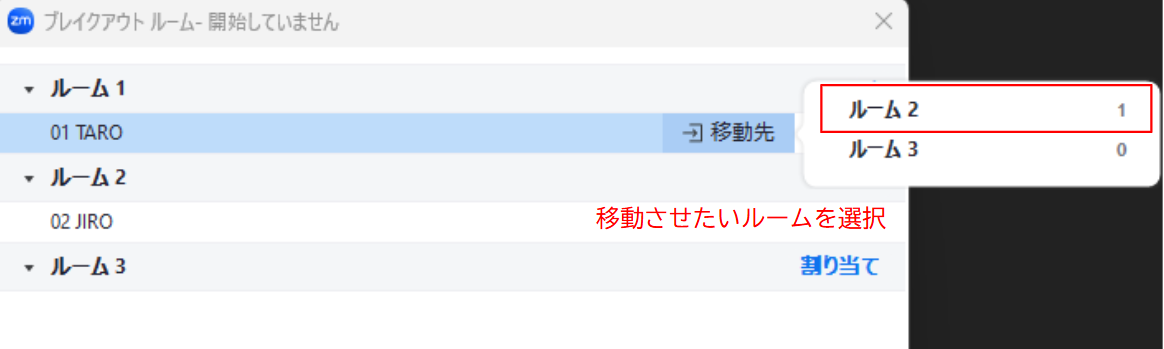 zm ブレイクアウト ルーム- 開始していません
ルーム 1
ルーム 2 1
01 TARO 移動先
ルーム 3 0
ルーム 2
02 JIRO 移動させたいルームを選択
ルーム 3 割り当て